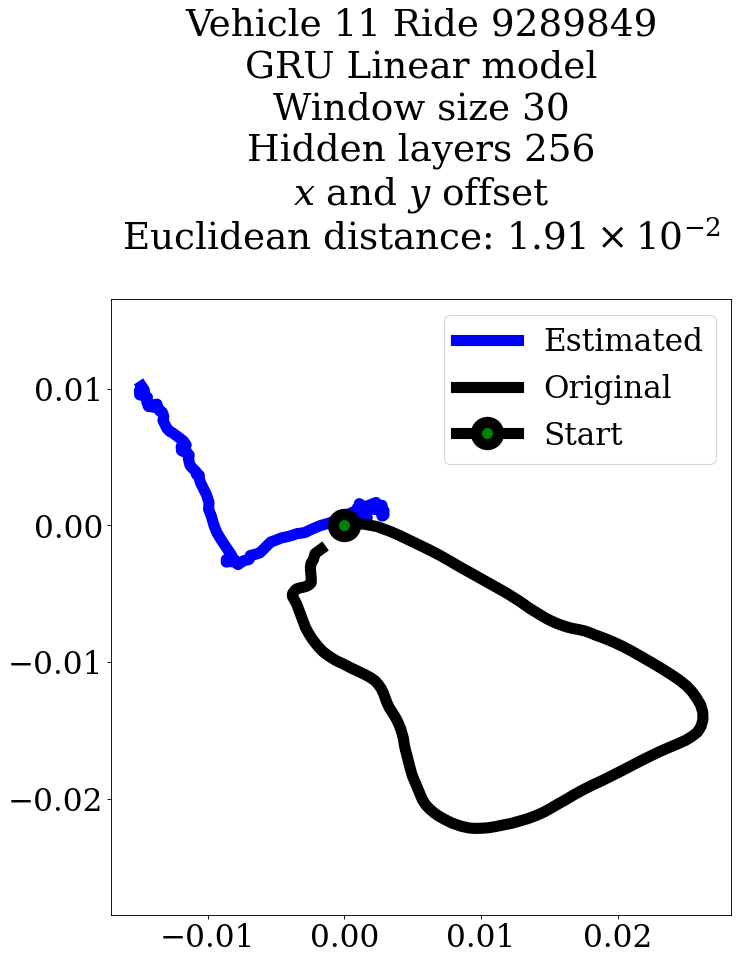 Vehicle 11 Ride 9289849
GRU Linear model
Window size 30
Hidden layers 256
x and y offset
Euclidean distance: 1.91 × 10⁻²
Estimated
Original
Start
0.01
0.00
−0.01
−0.02
−0.01 0.00 0.01 0.02